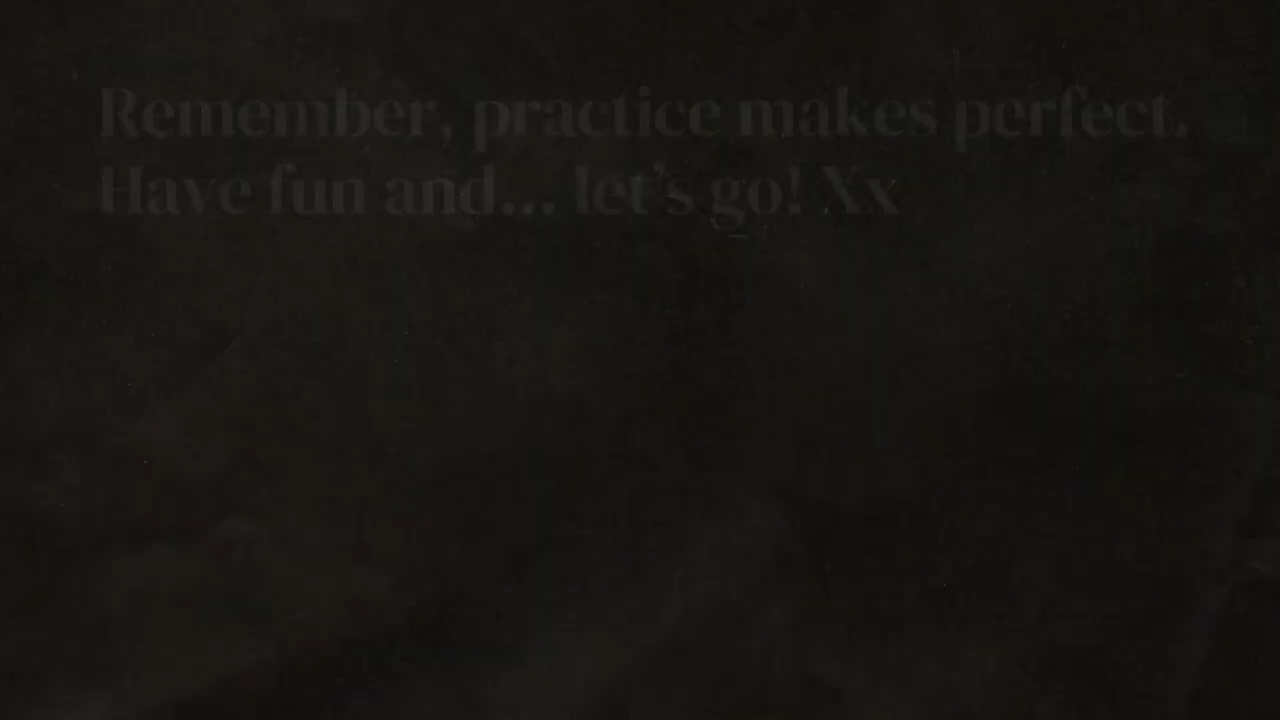 Remember, practice makes perfect.
Have fun and... let's go! Xx